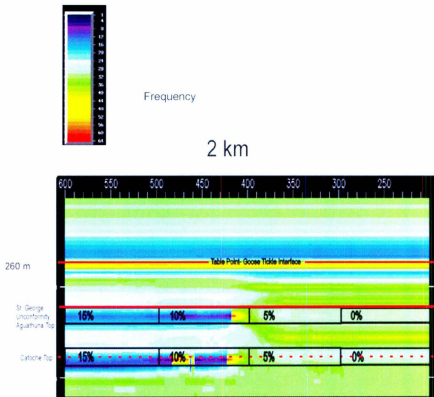 Frequency
2 km
600 550 500 450 400 350 300 250
Table Point- Goose Tickle Interface
260 m
St. George
Unconformity
Aguathuna Top
15% 10% 5% 0%
Catoche Top
15% 10% 5% 0%